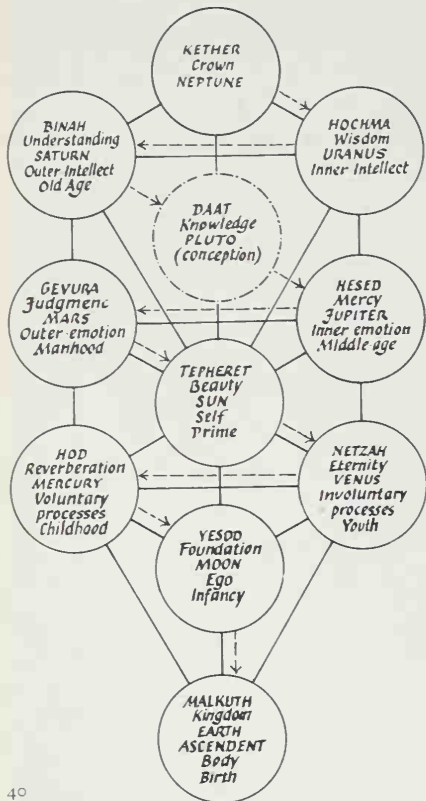 KETHER
Crown
NEPTUNE
BINAH
Understanding
SATURN
Outer Intellect
Old Age
HOCHMA
Wisdom
URANUS
Inner Intellect
DAAT
Knowledge
PLUTO
(conception)
GEVURA
Judgment
MARS
Outer emotion
Manhood
HESED
Mercy
JUPITER
Inner emotion
Middle age
TEPHERET
Beauty
SUN
Self
Prime
HOD
Reverberation
MERCURY
Voluntary
processes
Childhood
NETZAH
Eternity
VENUS
Involuntary
processes
Youth
YESOD
Foundation
MOON
Ego
Infancy
MALKUTH
Kingdom
EARTH
ASCENDENT
Body
Birth
40